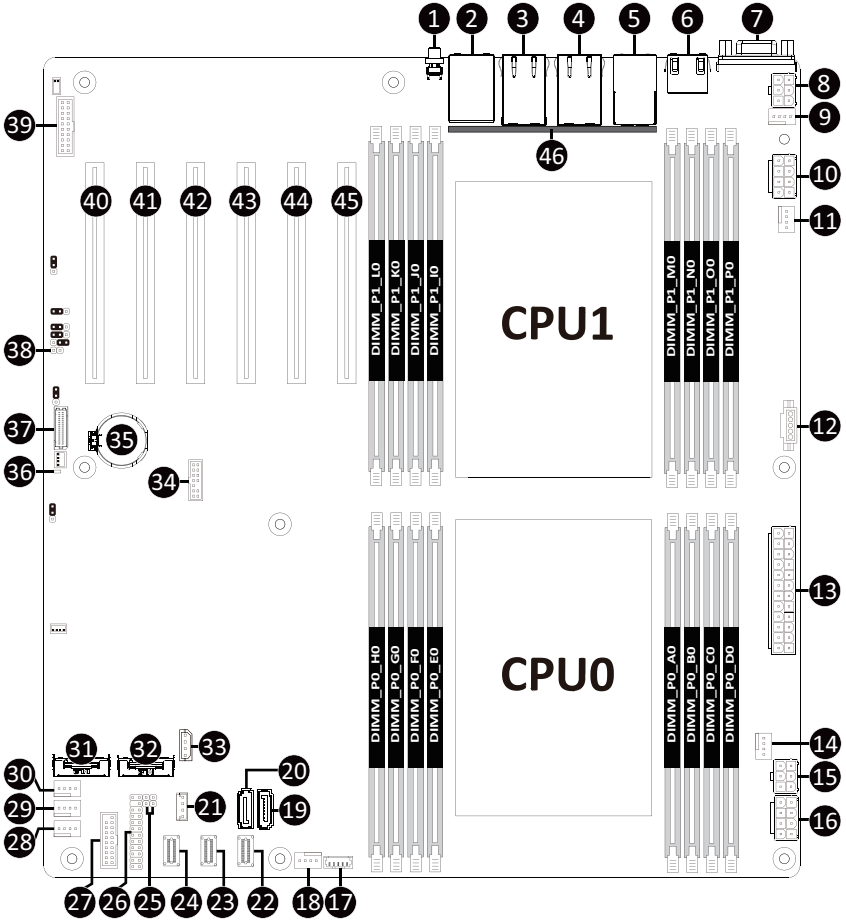 1 2 3 4 5 6 7
8
9
39
46
10
40 41 42 43 44 45
11
DIMM_P1_L0 DIMM_P1_K0 DIMM_P1_J0 DIMM_P1_I0
CPU1
DIMM_P1_M0 DIMM_P1_N0 DIMM_P1_O0 DIMM_P1_P0
38
37
35
12
36
34
13
DIMM_P0_H0 DIMM_P0_G0 DIMM_P0_F0 DIMM_P0_E0
CPU0
DIMM_P0_A0 DIMM_P0_B0 DIMM_P0_C0 DIMM_P0_D0
31 32 33
14
30
20
15
29
21
19
16
28
27 26 25 24 23 22 18 17